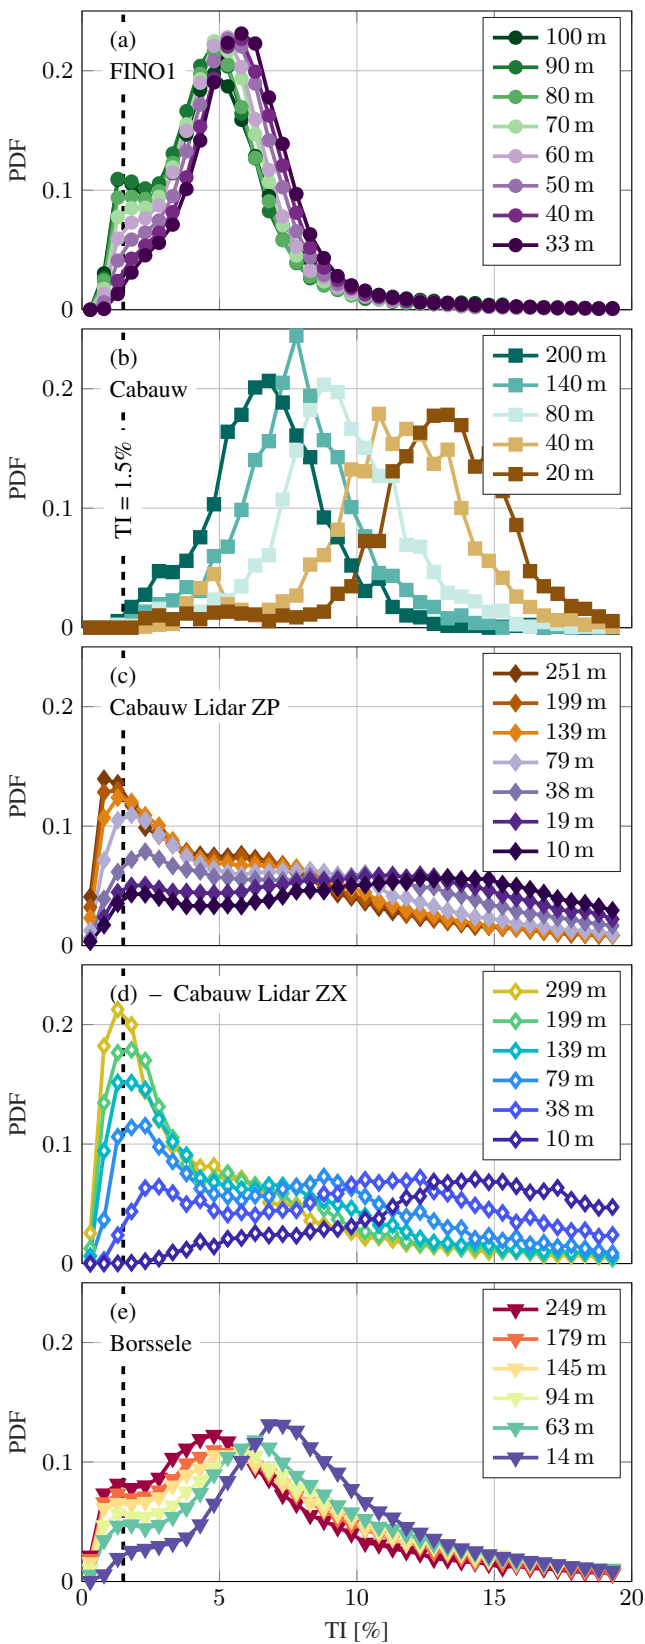 (a)
FINO1
PDF
0.2
0.1
0
100 m
90 m
80 m
70 m
60 m
50 m
40 m
33 m
(b)
Cabauw
TI = 1.5%
PDF
0.2
0.1
0
200 m
140 m
80 m
40 m
20 m
(c)
Cabauw Lidar ZP
PDF
0.2
0.1
0
251 m
199 m
139 m
79 m
38 m
19 m
10 m
(d) – Cabauw Lidar ZX
PDF
0.2
0.1
0
299 m
199 m
139 m
79 m
38 m
10 m
(e)
Borssele
PDF
0.2
0.1
0
249 m
179 m
145 m
94 m
63 m
14 m
0 5 10 15 20
TI [%]